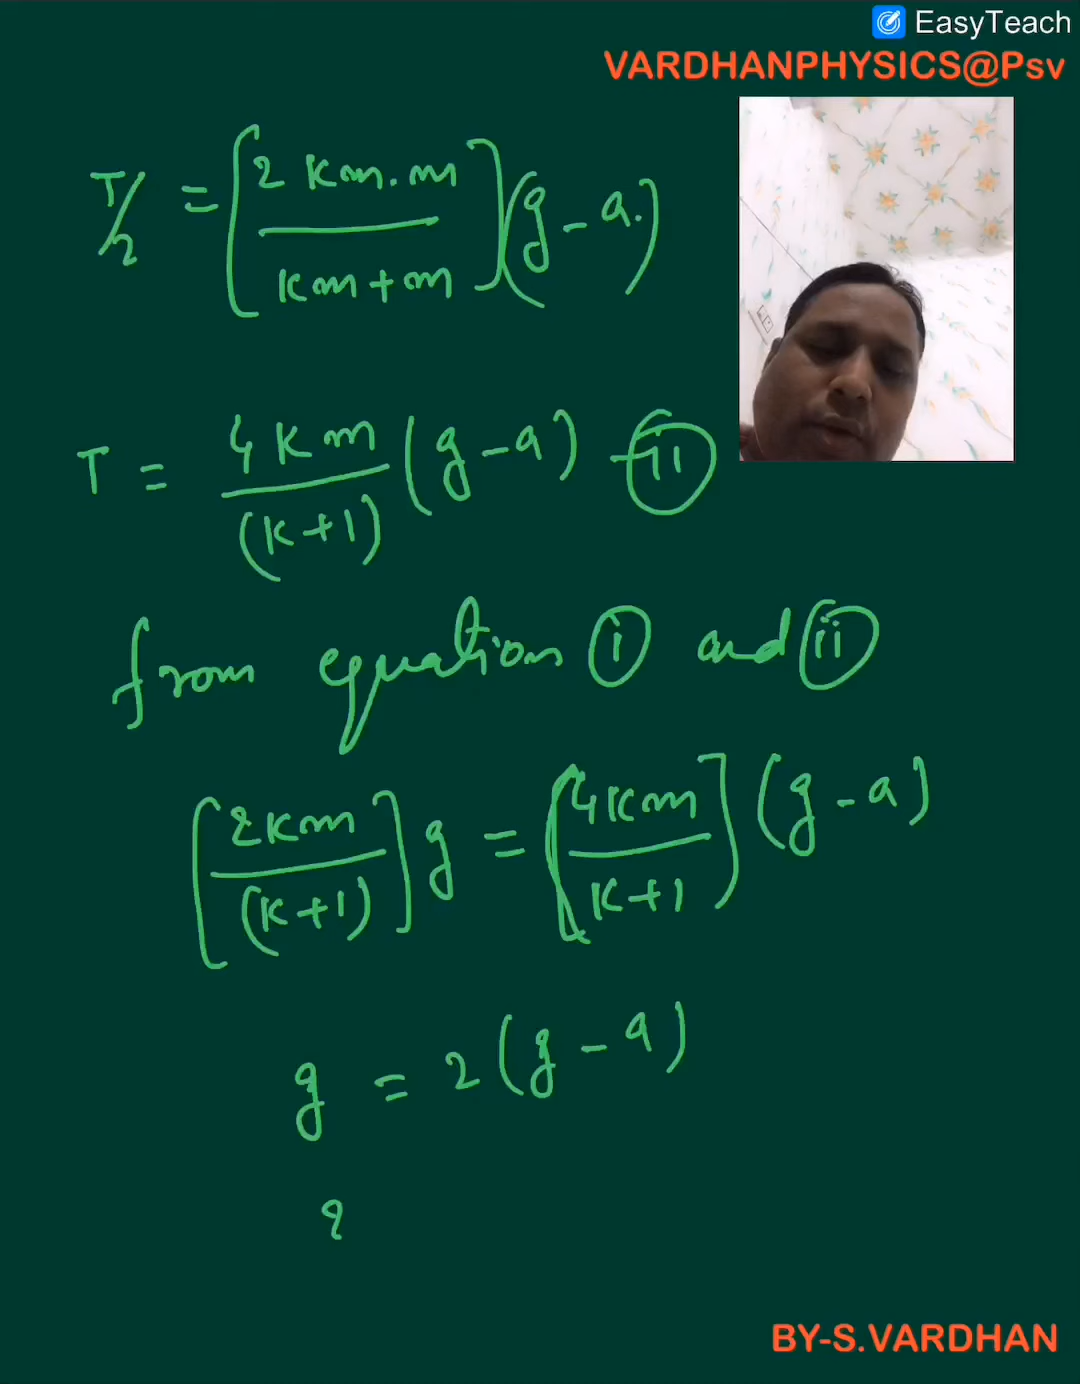 EasyTeach
VARDHANPHYSICS@Psv
T/2 = [2 Km.m / Km+m](g-a.)
T = 4Km/(K+1) (g-a) - (ii)
from equation (i) and (ii)
[2Km/(K+1)]g = [4Km/K+1](g-a)
g = 2(g-a)
2
BY-S.VARDHAN